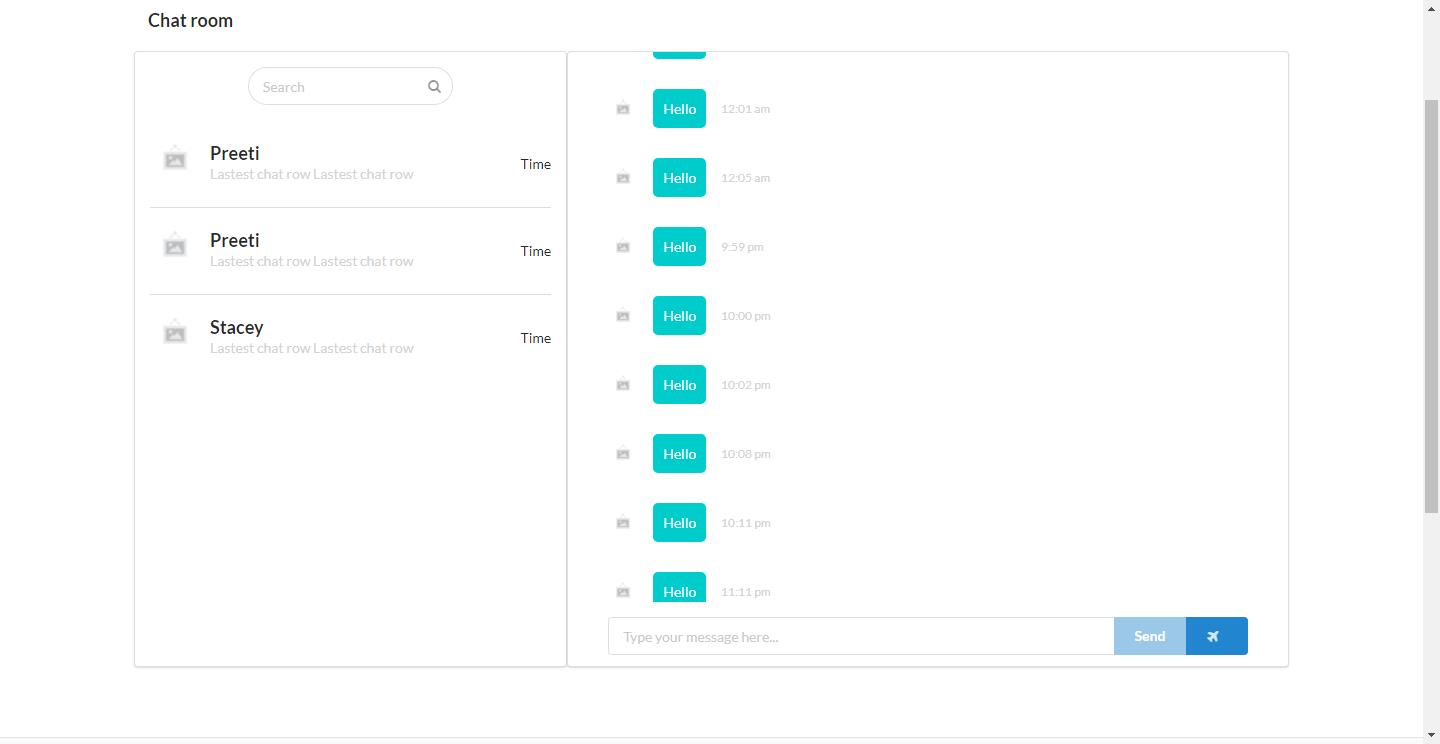 Chat room
Search
Preeti
Lastest chat row Lastest chat row
Time
Preeti
Lastest chat row Lastest chat row
Time
Stacey
Lastest chat row Lastest chat row
Time
Hello 12:01 am
Hello 12:05 am
Hello 9:59 pm
Hello 10:00 pm
Hello 10:02 pm
Hello 10:08 pm
Hello 10:11 pm
Hello 11:11 pm
Type your message here... Send